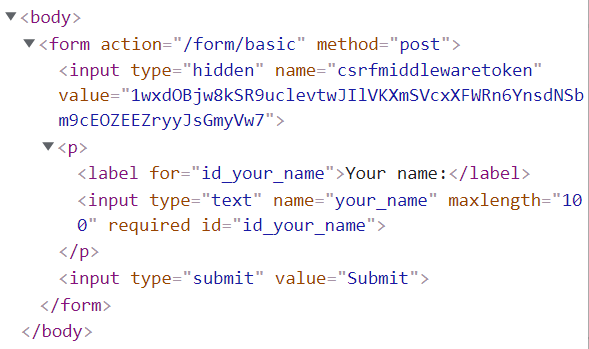 <body>
<form action="/form/basic" method="post">
<input type="hidden" name="csrfmiddlewaretoken"
value="1wxdOBjw8kSR9uclevtwJIlVKXmSVcxXFWRn6YnsdNSb
m9cEOZEEZryyJsGmyVw7">
<p>
<label for="id_your_name">Your name:</label>
<input type="text" name="your_name" maxlength="10
0" required id="id_your_name">
</p>
<input type="submit" value="Submit">
</form>
</body>